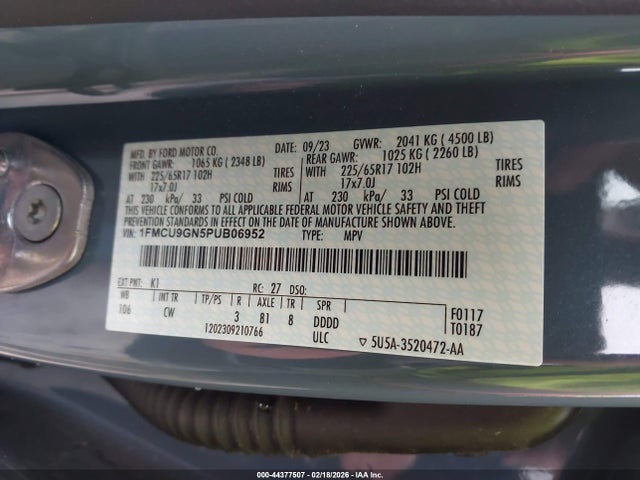 MFD. BY FORD MOTOR CO. DATE: 09/23 GVWR: 2041 KG ( 4500 LB)
FRONT GAWR: 1065 KG ( 2348 LB) REAR GAWR: 1025 KG ( 2260 LB)
WITH 225/65R17 102H TIRES WITH 225/65R17 102H TIRES
17x7.0J RIMS 17x7.0J RIMS
AT 230 kPa/ 33 PSI COLD AT 230 kPa/ 33 PSI COLD
THIS VEHICLE CONFORMS TO ALL APPLICABLE FEDERAL MOTOR VEHICLE SAFETY AND THEFT
PREVENTION STANDARDS IN EFFECT ON THE DATE OF MANUFACTURE SHOWN ABOVE.
VIN: 1FMCU9GN5PUB06952 TYPE: MPV
EXT PNT: K1 RC: 27 DSO:
WB INT TR TP/PS R AXLE TR SPR F0117
106 CW 3 81 8 DDDD T0187
1202309210766 ULC ▽ 5U5A-3520472-AA
000-44377507 - 02/18/2026 - IAAI.com